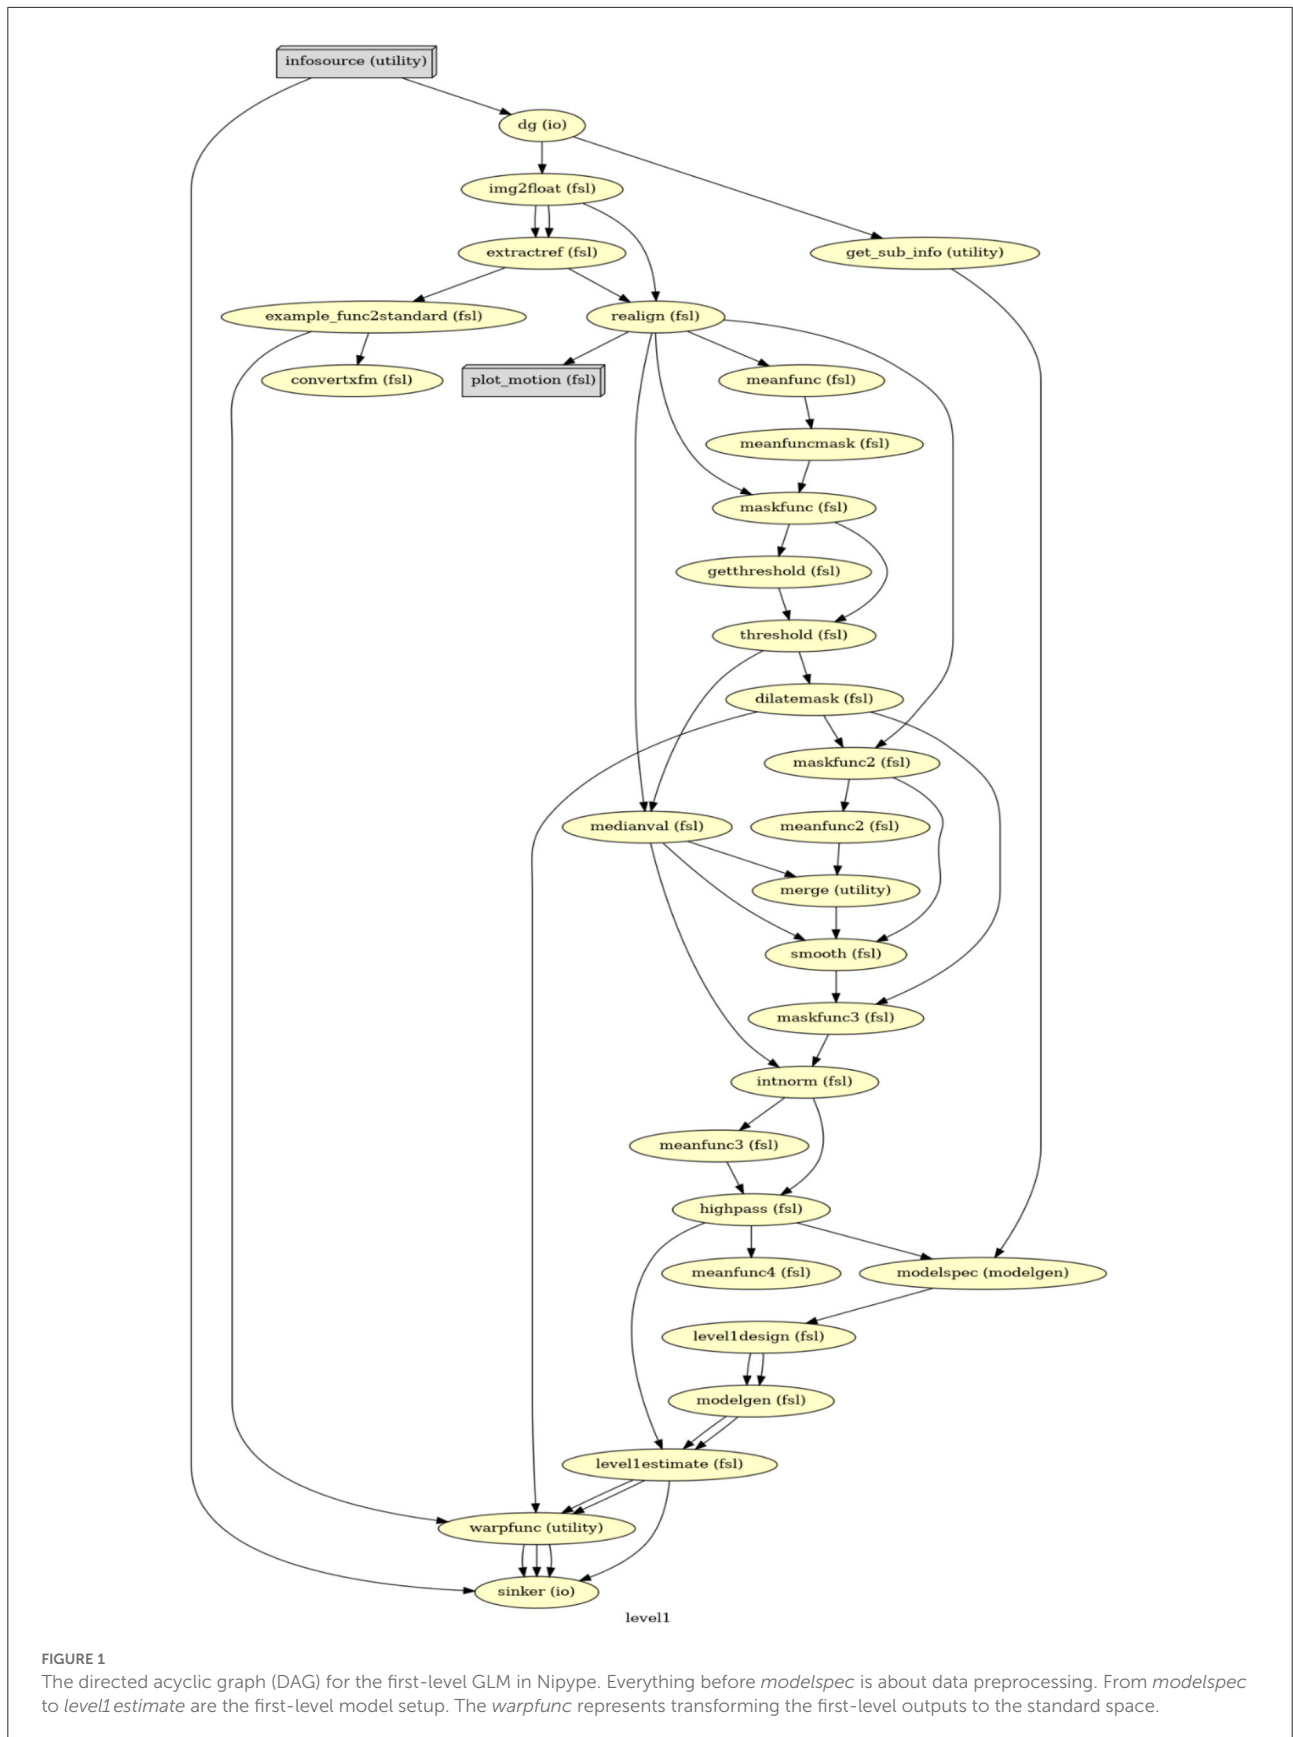 infosource (utility)
dg (io)
img2float (fsl)
extractref (fsl)
get_sub_info (utility)
example_func2standard (fsl)
realign (fsl)
convertxfm (fsl)
plot_motion (fsl)
meanfunc (fsl)
meanfuncmask (fsl)
maskfunc (fsl)
getthreshold (fsl)
threshold (fsl)
dilatemask (fsl)
maskfunc2 (fsl)
medianval (fsl)
meanfunc2 (fsl)
merge (utility)
smooth (fsl)
maskfunc3 (fsl)
intnorm (fsl)
meanfunc3 (fsl)
highpass (fsl)
meanfunc4 (fsl)
modelspec (modelgen)
level1design (fsl)
modelgen (fsl)
level1estimate (fsl)
warpfunc (utility)
sinker (io)
level1
FIGURE 1
The directed acyclic graph (DAG) for the first-level GLM in Nipype. Everything before modelspec is about data preprocessing. From modelspec
to level1estimate are the first-level model setup. The warpfunc represents transforming the first-level outputs to the standard space.